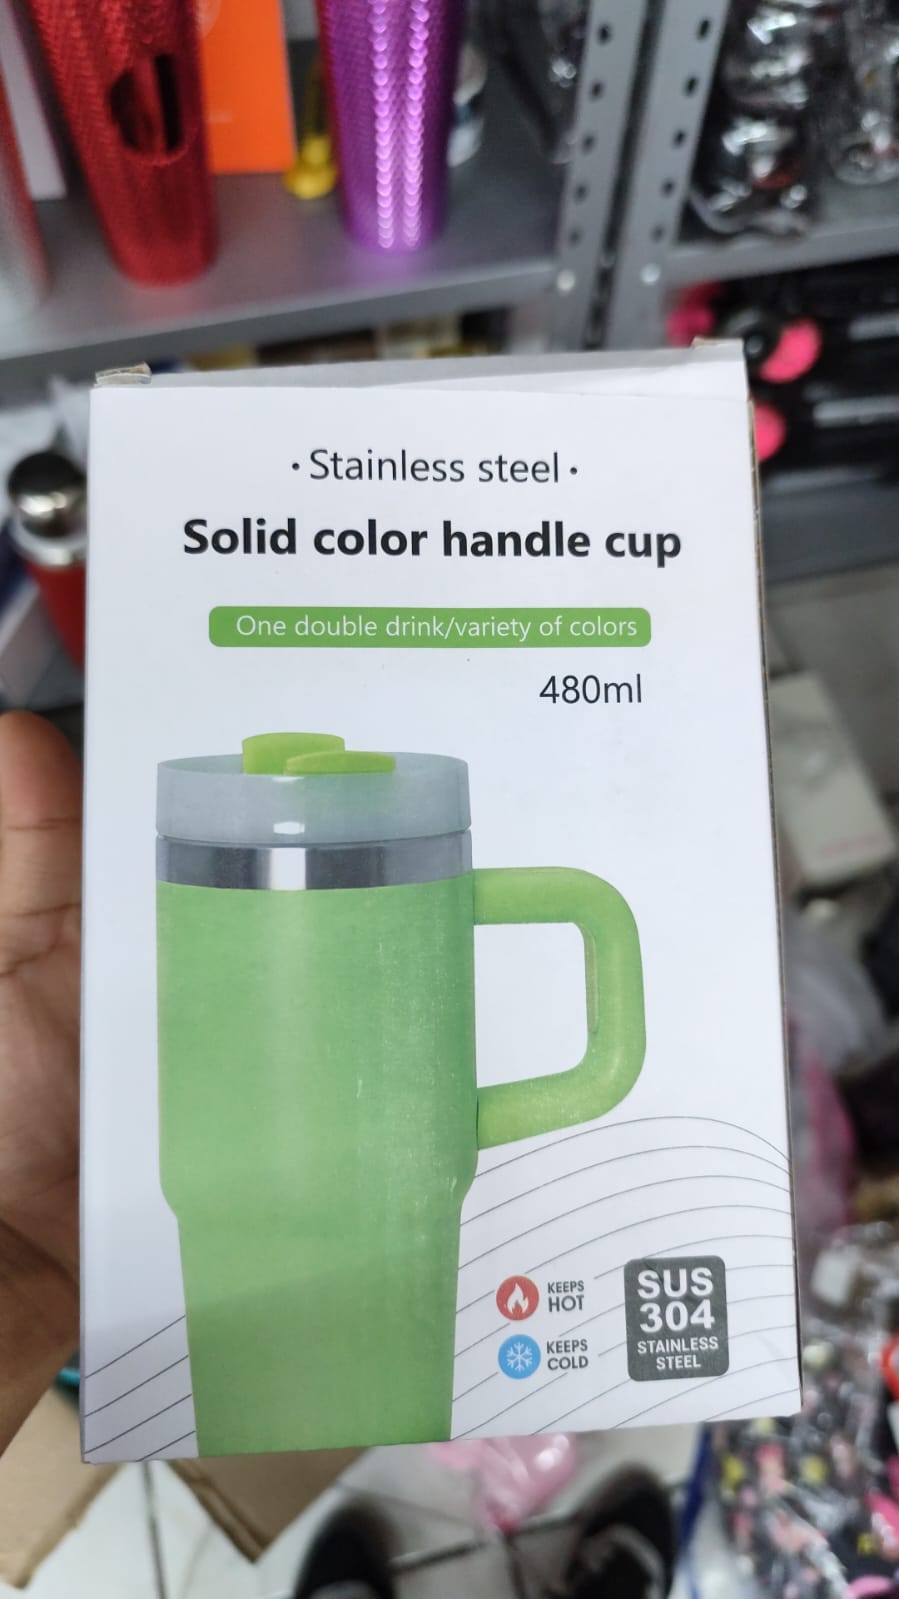 · Stainless steel ·
Solid color handle cup
One double drink/variety of colors
480ml
KEEPS
HOT
KEEPS
COLD
SUS
304
STAINLESS
STEEL